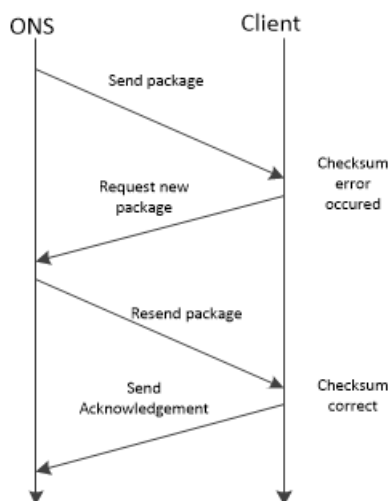 ONS
Client
Send package
Checksum
error
occured
Request new
package
Resend package
Send
Acknowledgement
Checksum
correct